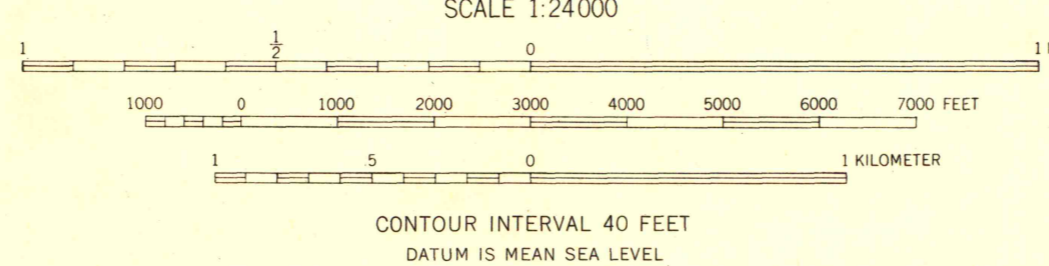 SCALE 1:24000
1 1/2 0 1
1000 0 1000 2000 3000 4000 5000 6000 7000 FEET
1 .5 0 1 KILOMETER
CONTOUR INTERVAL 40 FEET
DATUM IS MEAN SEA LEVEL